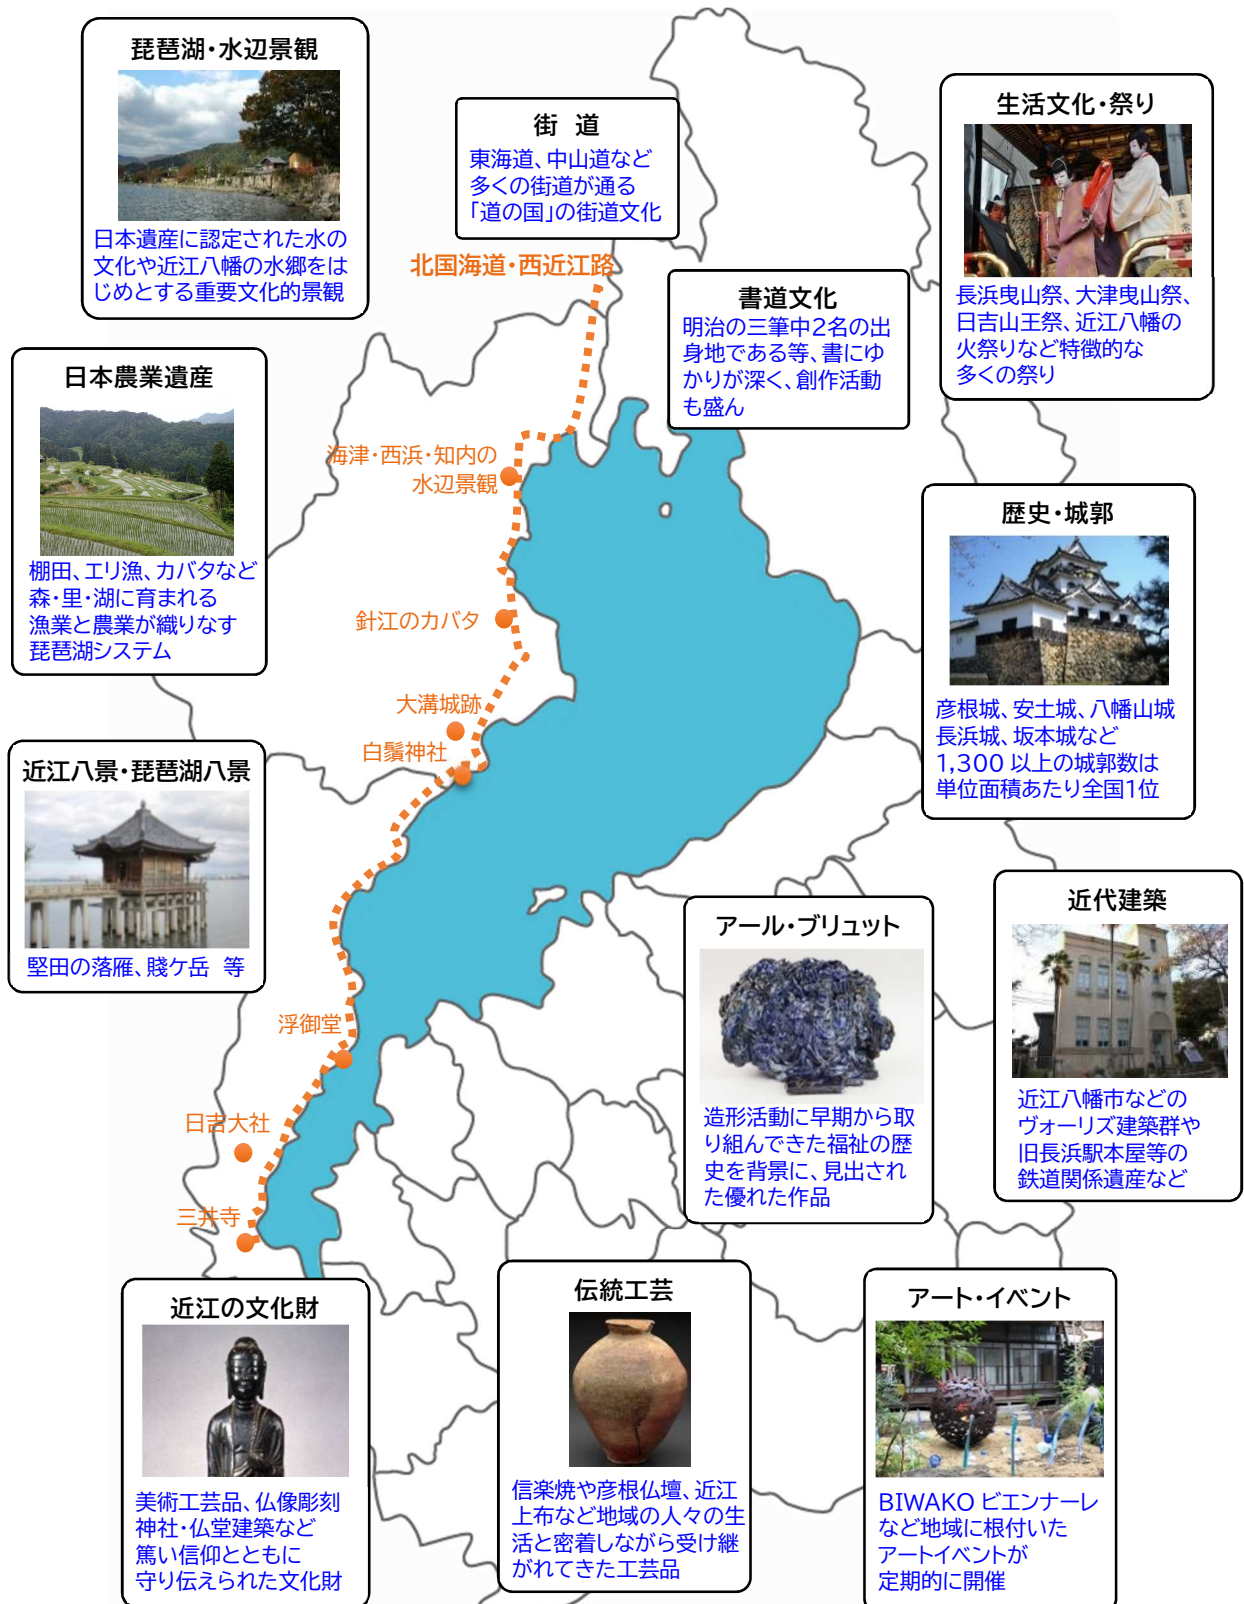 琵琶湖・水辺景観
日本遺産に認定された水の
文化や近江八幡の水郷をは
じめとする重要文化的景観
街 道
東海道、中山道など
多くの街道が通る
「道の国」の街道文化
生活文化・祭り
長浜曳山祭、大津曳山祭、
日吉山王祭、近江八幡の
火祭りなど特徴的な
多くの祭り
北国海道・西近江路
書道文化
明治の三筆中2名の出
身地である等、書にゆ
かりが深く、創作活動
も盛ん
日本農業遺産
棚田、エリ漁、カバタなど
森・里・湖に育まれる
漁業と農業が織りなす
琵琶湖システム
海津・西浜・知内の
水辺景観
針江のカバタ
大溝城跡
白鬚神社
歴史・城郭
彦根城、安土城、八幡山城
長浜城、坂本城など
1,300 以上の城郭数は
単位面積あたり全国1位
近江八景・琵琶湖八景
堅田の落雁、賤ケ岳 等
浮御堂
日吉大社
三井寺
アール・ブリュット
造形活動に早期から取
り組んできた福祉の歴
史を背景に、見出され
た優れた作品
近代建築
近江八幡市などの
ヴォーリズ建築群や
旧長浜駅本屋等の
鉄道関係遺産など
近江の文化財
美術工芸品、仏像彫刻
神社・仏堂建築など
篤い信仰とともに
守り伝えられた文化財
伝統工芸
信楽焼や彦根仏壇、近江
上布など地域の人々の生
活と密着しながら受け継
がれてきた工芸品
アート・イベント
BIWAKO ビエンナーレ
など地域に根付いた
アートイベントが
定期的に開催